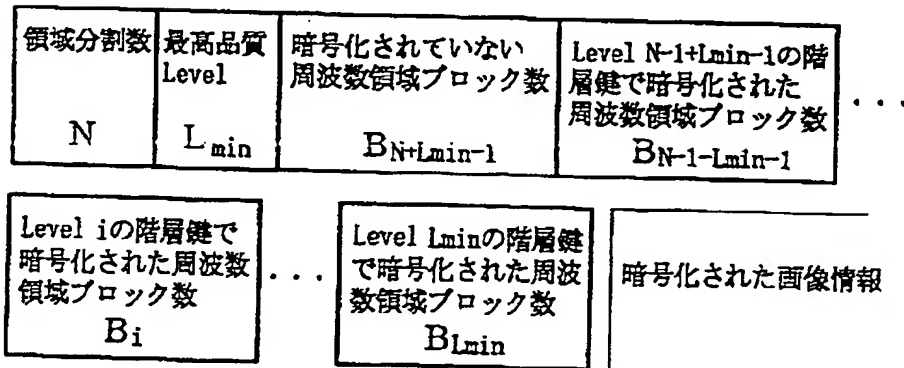 領域分割数
N
最高品質
Level
Lmin
暗号化されていない
周波数領域ブロック数
BN+Lmin-1
Level N-1+Lmin-1の階
層鍵で暗号化された
周波数領域ブロック数
BN-1-Lmin-1
...
Level iの階層鍵で
暗号化された周波数
領域ブロック数
Bi
...
Level Lminの階層鍵
で暗号化された周波
数領域ブロック数
BLmin
暗号化された画像情報